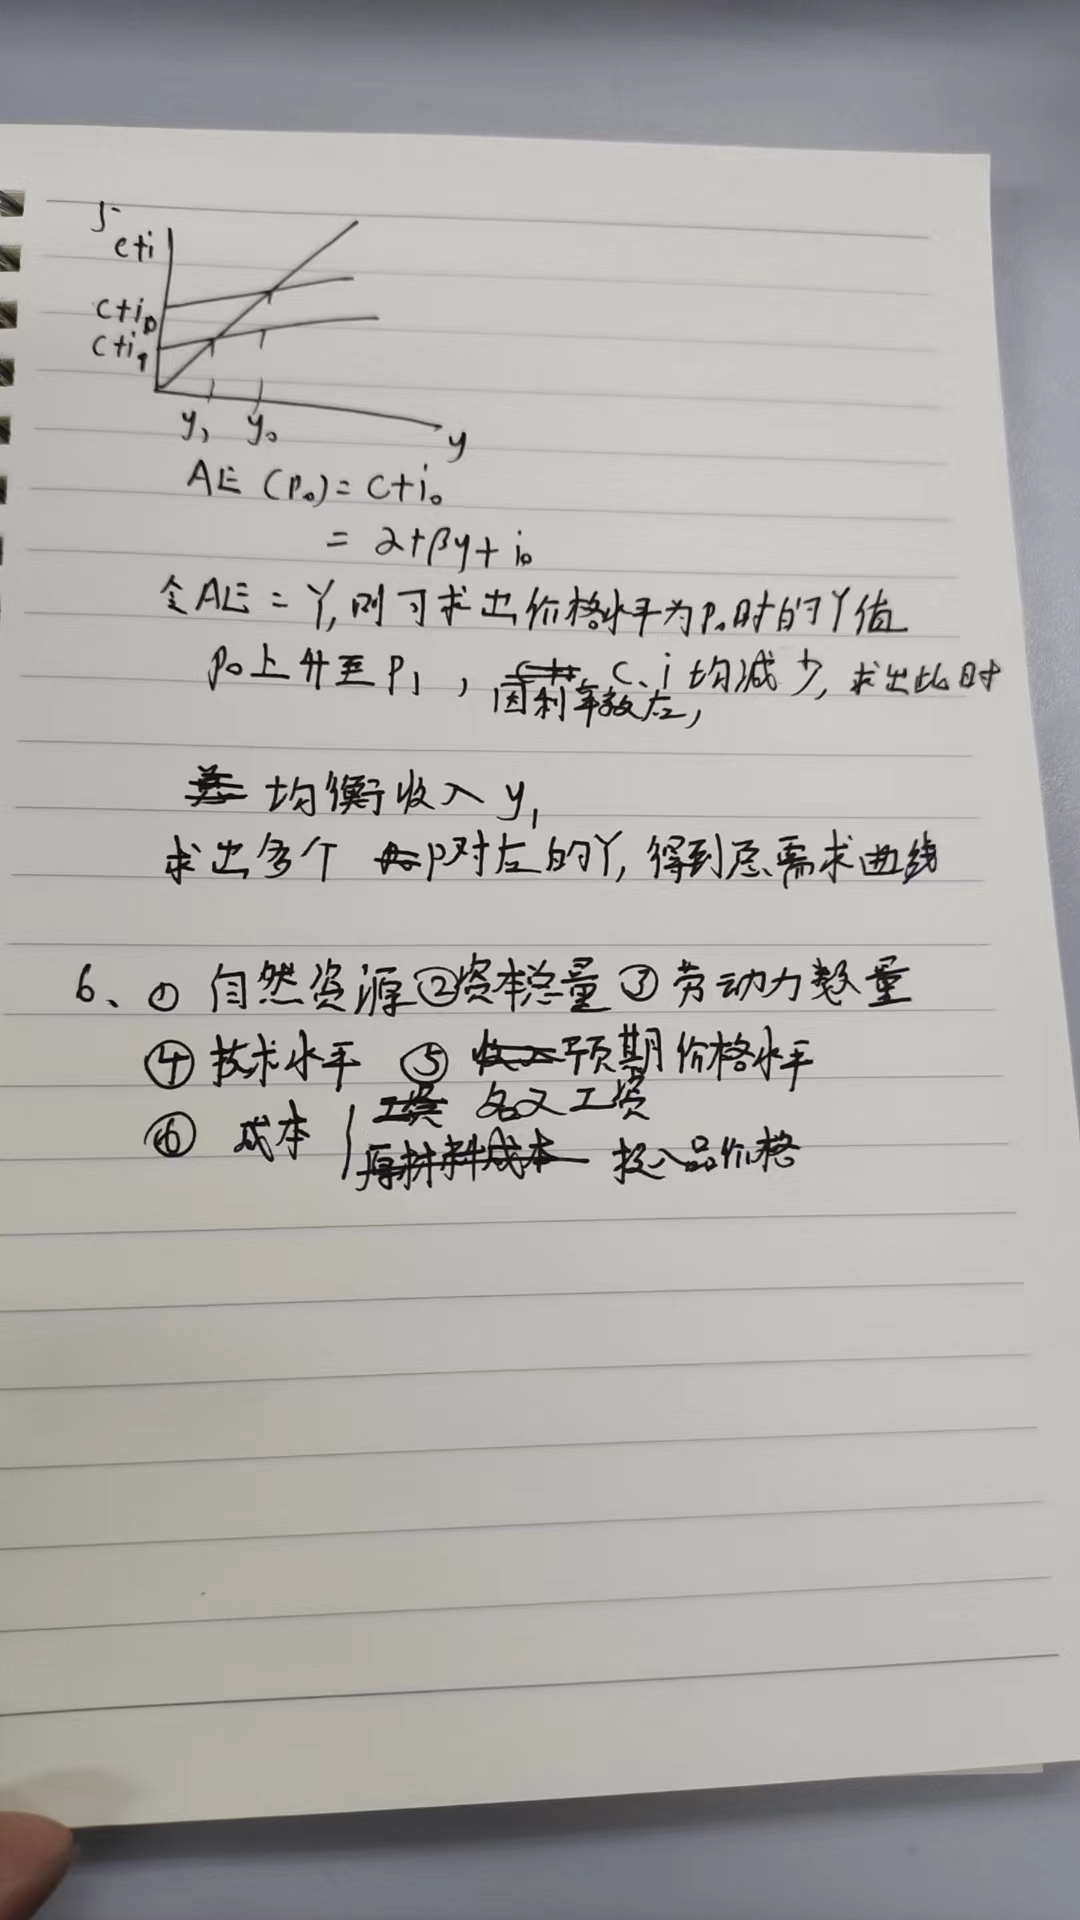 5
c+i
c+i0
c+i1
y1 y0 y
AE (P0) = c+i0
= α+βy+i0
令AE = Y,则可求出价格水平为P0时的Y值
P0上升至P1,因利率效应,C、i均减少,求出此时
均衡收入y1
求出多个P对应的Y,得到总需求曲线
6、①自然资源②资本总量③劳动力数量
④技术水平 ⑤预期价格水平
⑥成本 名义工资
投入品价格